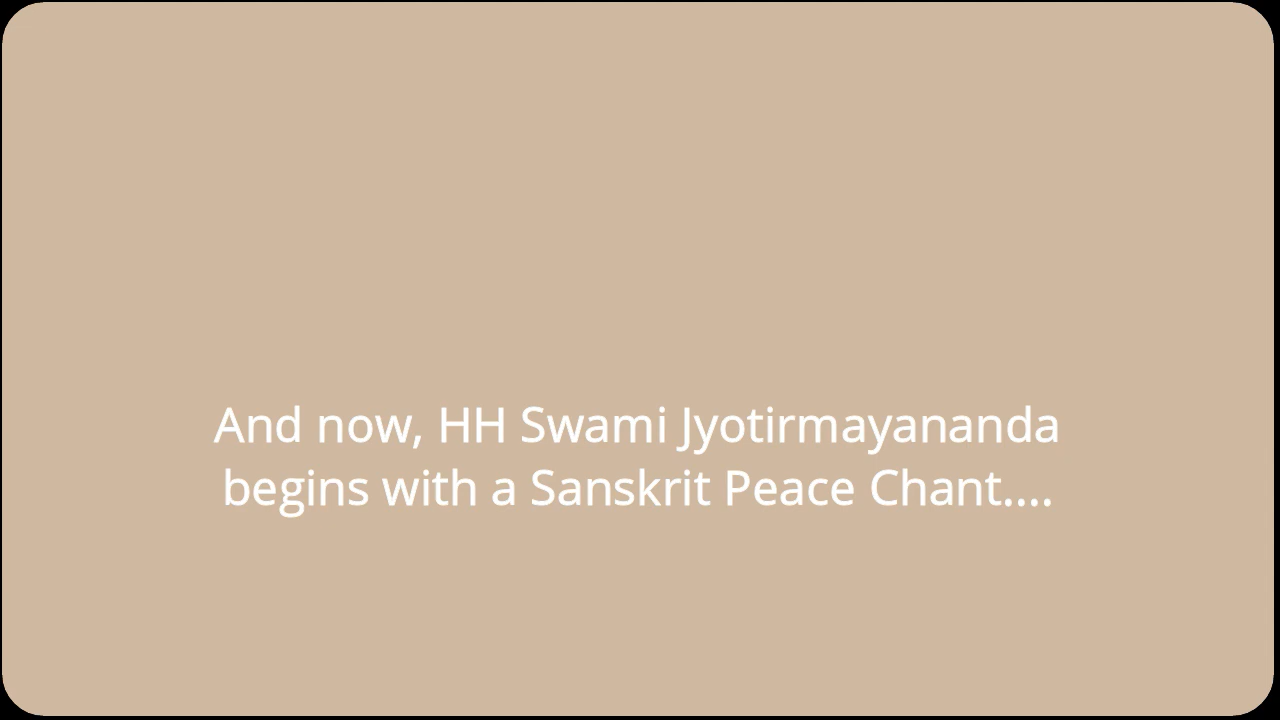 And now, HH Swami Jyotirmayananda
begins with a Sanskrit Peace Chant....